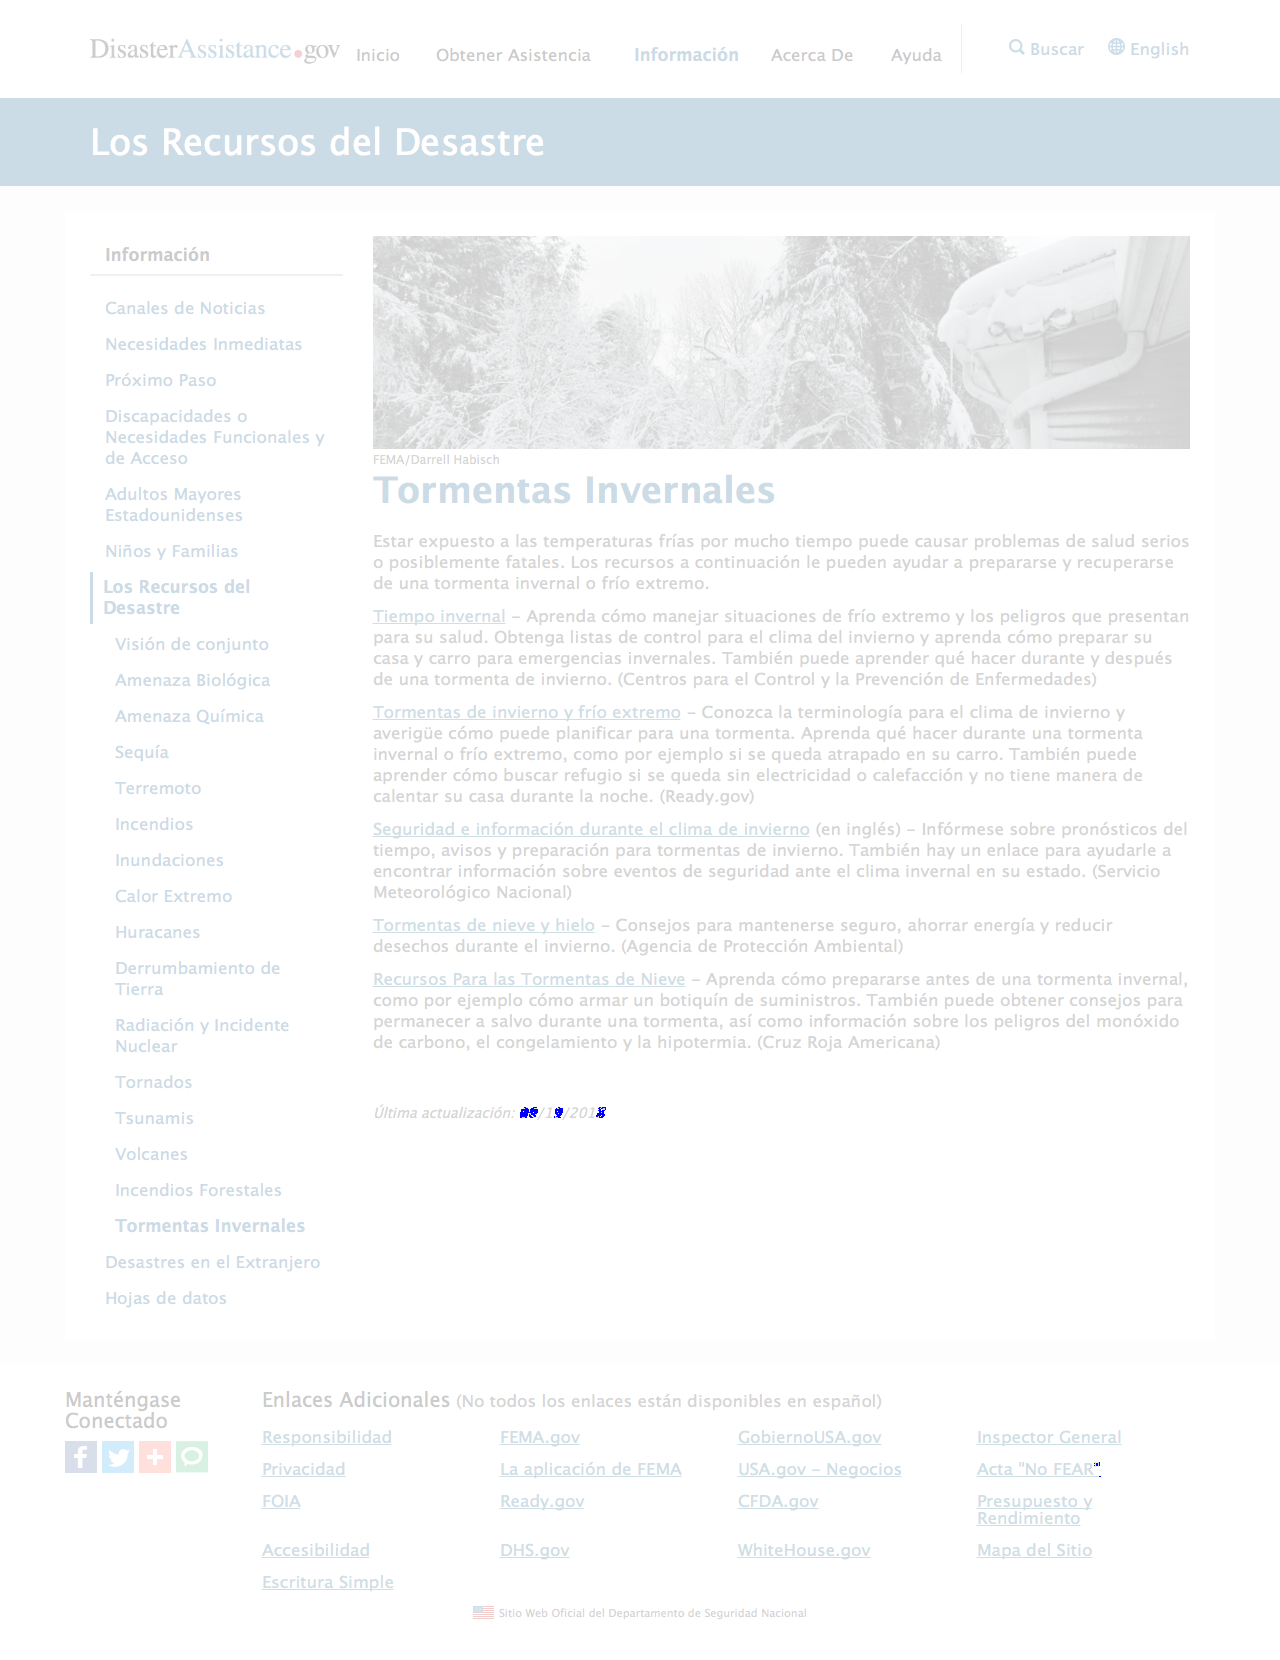 DisasterAssistance.gov
Inicio
Obtener Asistencia
Información
Acerca De
Ayuda
Buscar
English
Los Recursos del Desastre
Información
Canales de Noticias
Necesidades Inmediatas
Próximo Paso
Discapacidades o
Necesidades Funcionales y
de Acceso
Adultos Mayores
Estadounidenses
Niños y Familias
Los Recursos del
Desastre
Visión de conjunto
Amenaza Biológica
Amenaza Química
Sequía
Terremoto
Incendios
Inundaciones
Calor Extremo
Huracanes
Derrumbamiento de
Tierra
Radiación y Incidente
Nuclear
Tornados
Tsunamis
Volcanes
Incendios Forestales
Tormentas Invernales
Desastres en el Extranjero
Hojas de datos
FEMA/Darrell Habisch
Tormentas Invernales
Estar expuesto a las temperaturas frías por mucho tiempo puede causar problemas de salud serios
o posiblemente fatales. Los recursos a continuación le pueden ayudar a prepararse y recuperarse
de una tormenta invernal o frío extremo.
Tiempo invernal – Aprenda cómo manejar situaciones de frío extremo y los peligros que presentan
para su salud. Obtenga listas de control para el clima del invierno y aprenda cómo preparar su
casa y carro para emergencias invernales. También puede aprender qué hacer durante y después
de una tormenta de invierno. (Centros para el Control y la Prevención de Enfermedades)
Tormentas de invierno y frío extremo – Conozca la terminología para el clima de invierno y
averigüe cómo puede planificar para una tormenta. Aprenda qué hacer durante una tormenta
invernal o frío extremo, como por ejemplo si se queda atrapado en su carro. También puede
aprender cómo buscar refugio si se queda sin electricidad o calefacción y no tiene manera de
calentar su casa durante la noche. (Ready.gov)
Seguridad e información durante el clima de invierno (en inglés) – Infórmese sobre pronósticos del
tiempo, avisos y preparación para tormentas de invierno. También hay un enlace para ayudarle a
encontrar información sobre eventos de seguridad ante el clima invernal en su estado. (Servicio
Meteorológico Nacional)
Tormentas de nieve y hielo – Consejos para mantenerse seguro, ahorrar energía y reducir
desechos durante el invierno. (Agencia de Protección Ambiental)
Recursos Para las Tormentas de Nieve – Aprenda cómo prepararse antes de una tormenta invernal,
como por ejemplo cómo armar un botiquín de suministros. También puede obtener consejos para
permanecer a salvo durante una tormenta, así como información sobre los peligros del monóxido
de carbono, el congelamiento y la hipotermia. (Cruz Roja Americana)
Última actualización:
Manténgase
Conectado
Enlaces Adicionales (No todos los enlaces están disponibles en español)
Responsibilidad
FEMA.gov
GobiernoUSA.gov
Inspector General
Privacidad
La aplicación de FEMA
USA.gov – Negocios
Acta "No FEAR"
FOIA
Ready.gov
CFDA.gov
Presupuesto y
Rendimiento
Accesibilidad
DHS.gov
WhiteHouse.gov
Mapa del Sitio
Escritura Simple
Sitio Web Oficial del Departamento de Seguridad Nacional